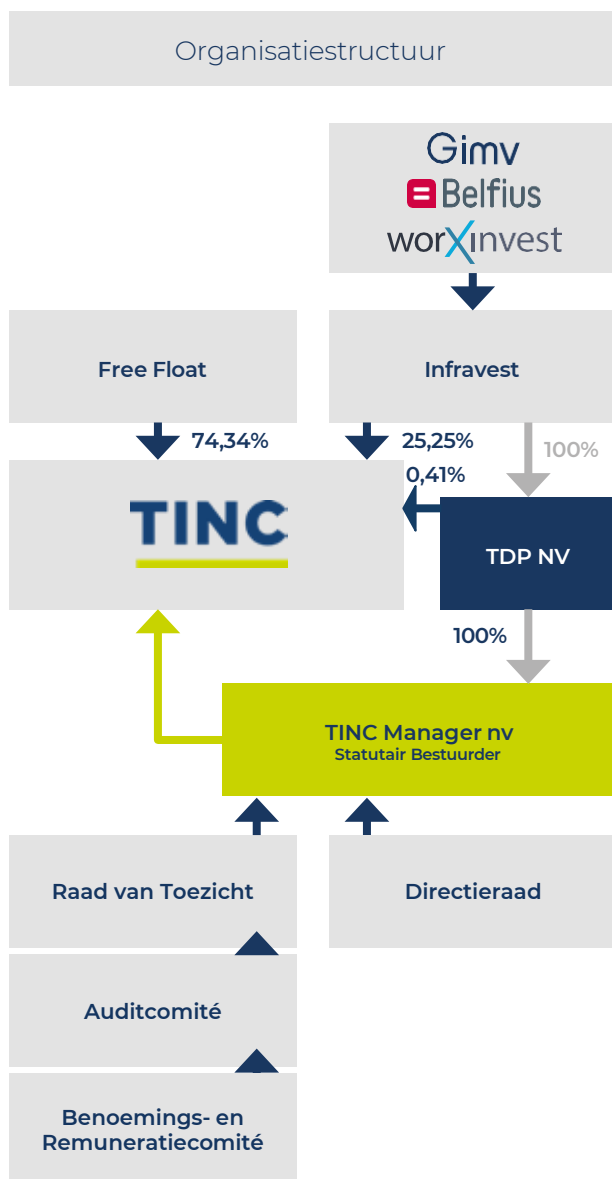 Organisatiestructuur
Gimv
Belfius
worXinvest
Free Float
Infravest
74,34%
25,25%
100%
0,41%
TINC
TDP NV
100%
TINC Manager nv
Statutair Bestuurder
Raad van Toezicht
Directieraad
Auditcomité
Benoemings- en
Remuneratiecomité